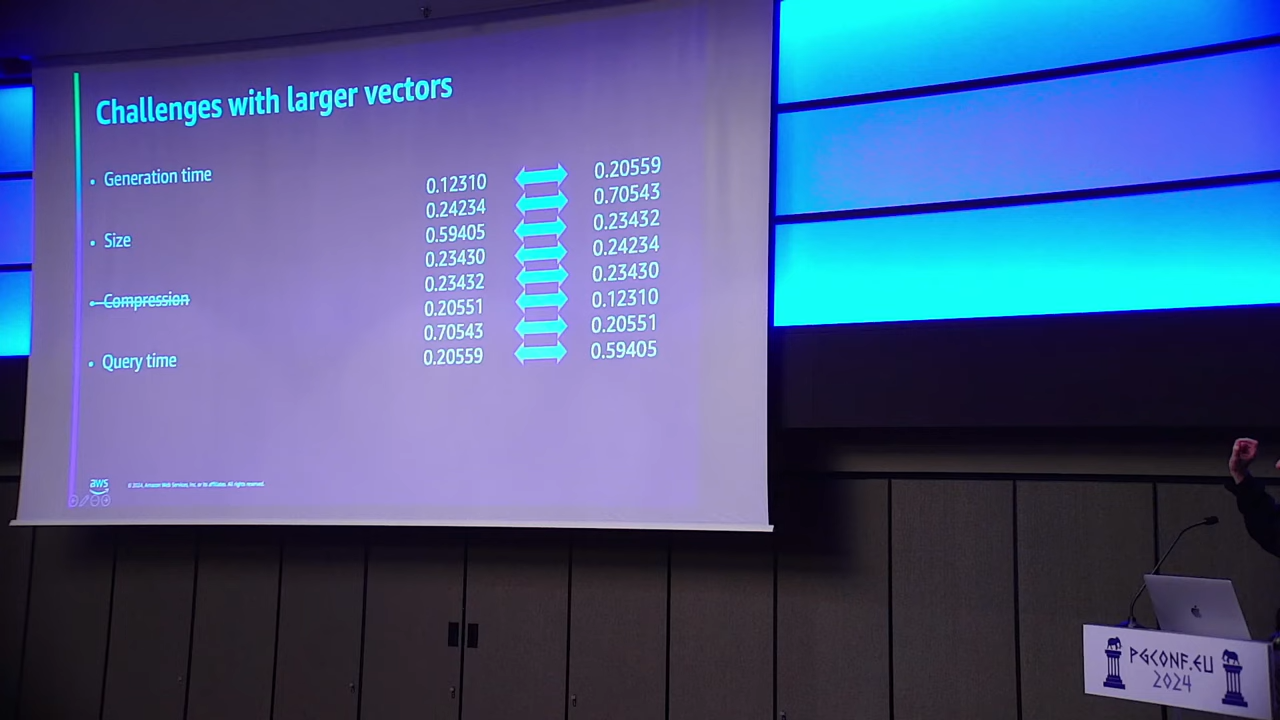 Challenges with larger vectors
• Generation time
• Size
• Compression
• Query time
0.12310 0.20559
0.24234 0.70543
0.59405 0.23432
0.23430 0.24234
0.23432 0.23430
0.20551 0.12310
0.70543 0.20551
0.20559 0.59405
aws
© 2024, Amazon Web Services, Inc. or its affiliates. All rights reserved.
PGCONF.EU
2024